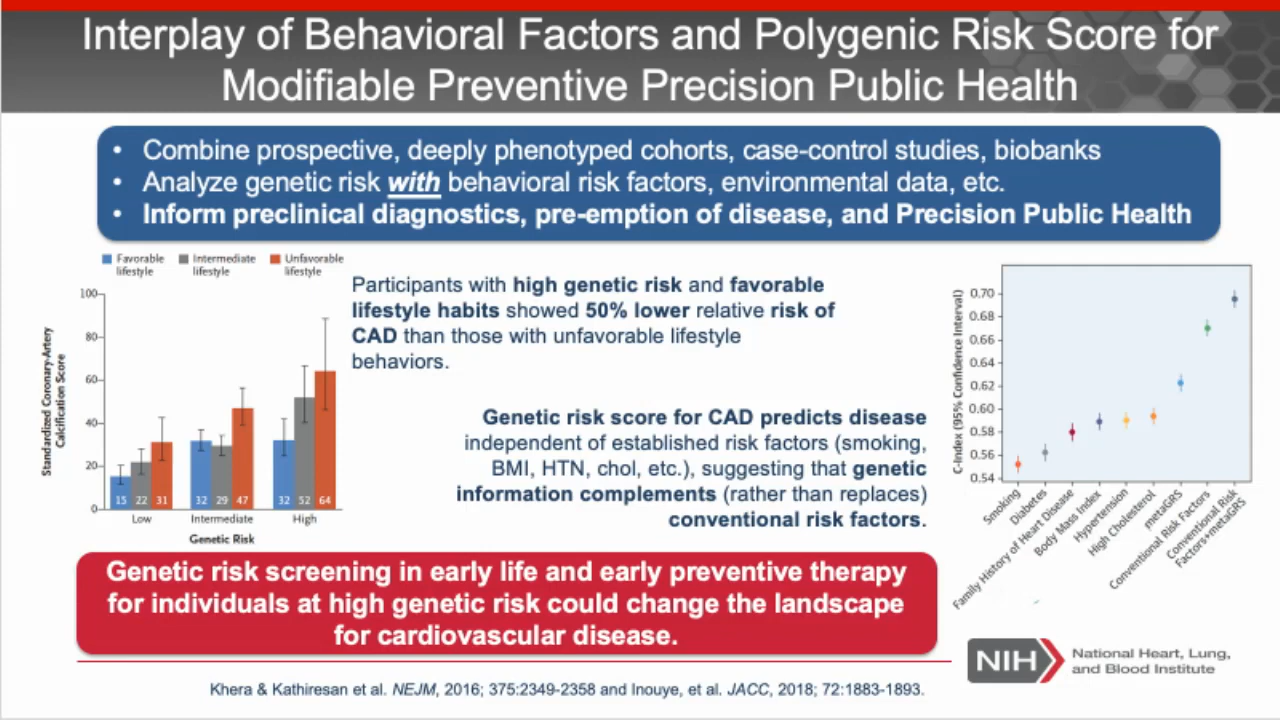 Interplay of Behavioral Factors and Polygenic Risk Score for
Modifiable Preventive Precision Public Health
• Combine prospective, deeply phenotyped cohorts, case-control studies, biobanks
• Analyze genetic risk with behavioral risk factors, environmental data, etc.
• Inform preclinical diagnostics, pre-emption of disease, and Precision Public Health
Favorable lifestyle
Intermediate lifestyle
Unfavorable lifestyle
Standardized Coronary-Artery
Calcification Score
100
80
60
40
20
0
15 22 31 32 29 47 32 52 64
Low Intermediate High
Genetic Risk
Participants with high genetic risk and favorable
lifestyle habits showed 50% lower relative risk of
CAD than those with unfavorable lifestyle
behaviors.
Genetic risk score for CAD predicts disease
independent of established risk factors (smoking,
BMI, HTN, chol, etc.), suggesting that genetic
information complements (rather than replaces)
conventional risk factors.
C-Index (95% Confidence Interval)
0.70
0.68
0.66
0.64
0.62
0.60
0.58
0.56
0.54
Smoking
Diabetes
Family History of Heart Disease
Body Mass Index
Hypertension
High Cholesterol
metaGRS
Conventional Risk Factors
Conventional Risk
Factors+metaGRS
Genetic risk screening in early life and early preventive therapy
for individuals at high genetic risk could change the landscape
for cardiovascular disease.
NIH
National Heart, Lung,
and Blood Institute
Khera & Kathiresan et al. NEJM, 2016; 375:2349-2358 and Inouye, et al. JACC, 2018; 72:1883-1893.